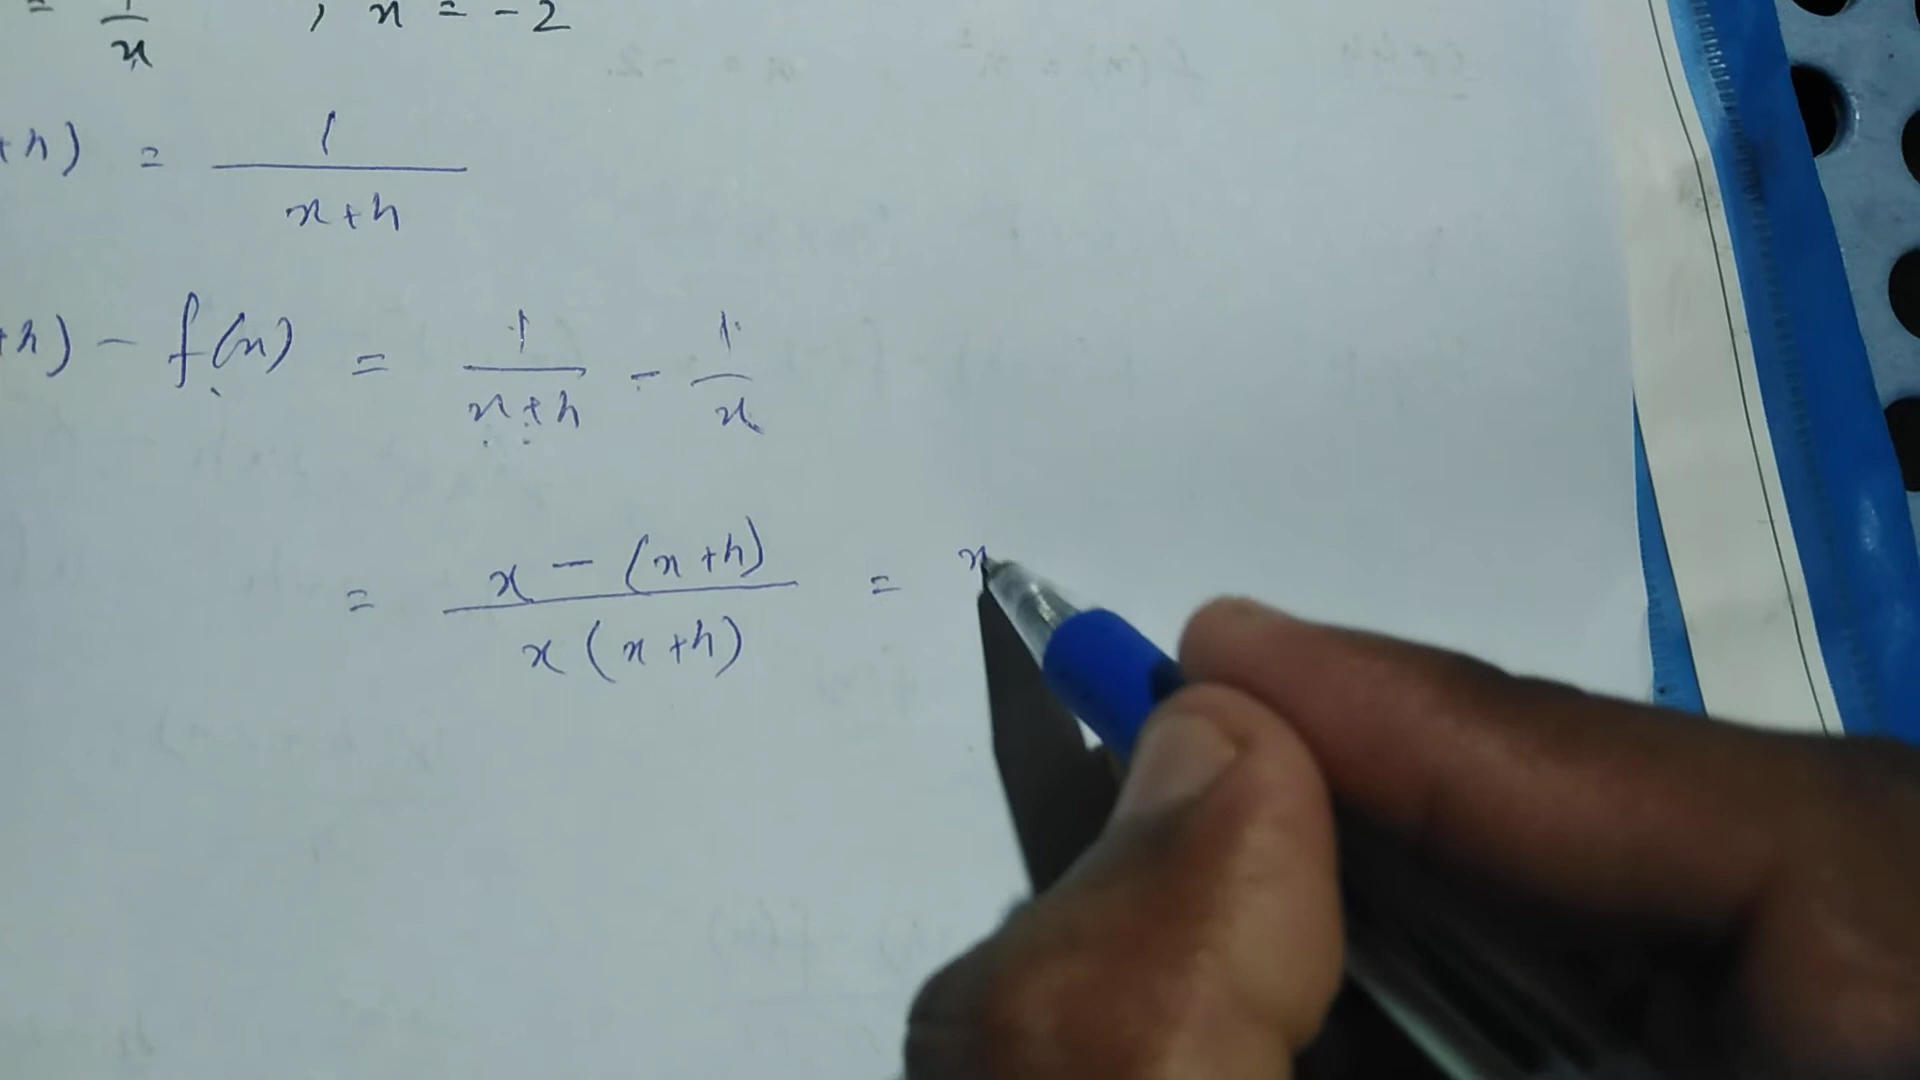 = 1/x , x = -2
+h) = 1/(x+h)
+h) - f(x) = 1/(x+h) - 1/x
= (x - (x+h))/(x(x+h)) = x